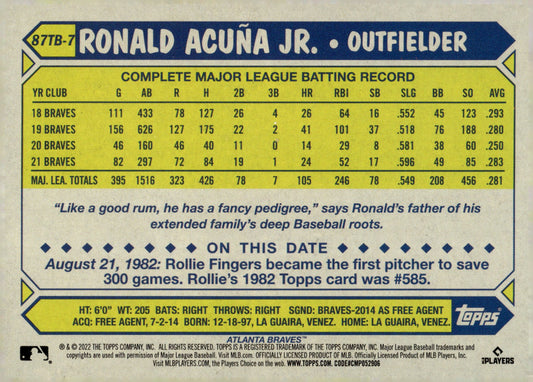 87TB-7 RONALD ACUÑA JR. • OUTFIELDER
COMPLETE MAJOR LEAGUE BATTING RECORD
YR CLUB G AB R H 2B 3B HR RBI SB SLG BB SO AVG
18 BRAVES 111 433 78 127 26 4 26 64 16 .552 45 123 .293
19 BRAVES 156 626 127 175 22 2 41 101 37 .518 76 188 .280
20 BRAVES 46 160 46 40 11 0 14 29 8 .581 38 60 .250
21 BRAVES 82 297 72 84 19 1 24 52 17 .596 49 85 .283
MAJ. LEA. TOTALS 395 1516 323 426 78 7 105 246 78 .549 208 456 .281
“Like a good rum, he has a fancy pedigree,” says Ronald’s father of his
extended family’s deep Baseball roots.
ON THIS DATE
August 21, 1982: Rollie Fingers became the first pitcher to save
300 games. Rollie’s 1982 Topps card was #585.
HT: 6’0” WT: 205 BATS: RIGHT THROWS: RIGHT SGND: BRAVES-2014 AS FREE AGENT
ACQ: FREE AGENT, 7-2-14 BORN: 12-18-97, LA GUAIRA, VENEZ. HOME: LA GUAIRA, VENEZ.
Topps
ATLANTA BRAVES™
® & © 2022 THE TOPPS COMPANY, INC. ALL RIGHTS RESERVED. TOPPS IS A REGISTERED TRADEMARK OF THE TOPPS COMPANY, INC. Major League Baseball trademarks and
copyrights are used with permission of Major League Baseball. Visit MLB.com. OFFICIALLY LICENSED PRODUCT OF MLB. Officially Licensed Product of MLB Players, Inc.
Visit MLBPLAYERS.com, the Players Choice on the web. WWW.TOPPS.COM. CODE#CMP052906
MLB PLAYERS